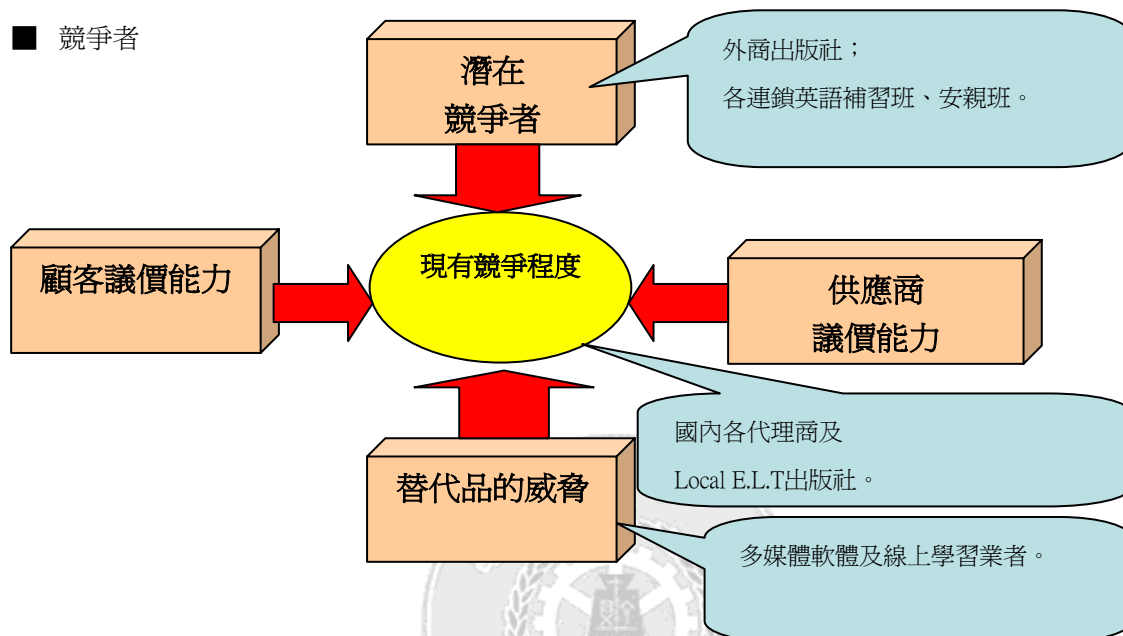 ■ 競爭者
潛在
競爭者
外商出版社；
各連鎖英語補習班、安親班。
顧客議價能力
現有競爭程度
供應商
議價能力
國內各代理商及
Local E.L.T出版社。
替代品的威脅
多媒體軟體及線上學習業者。